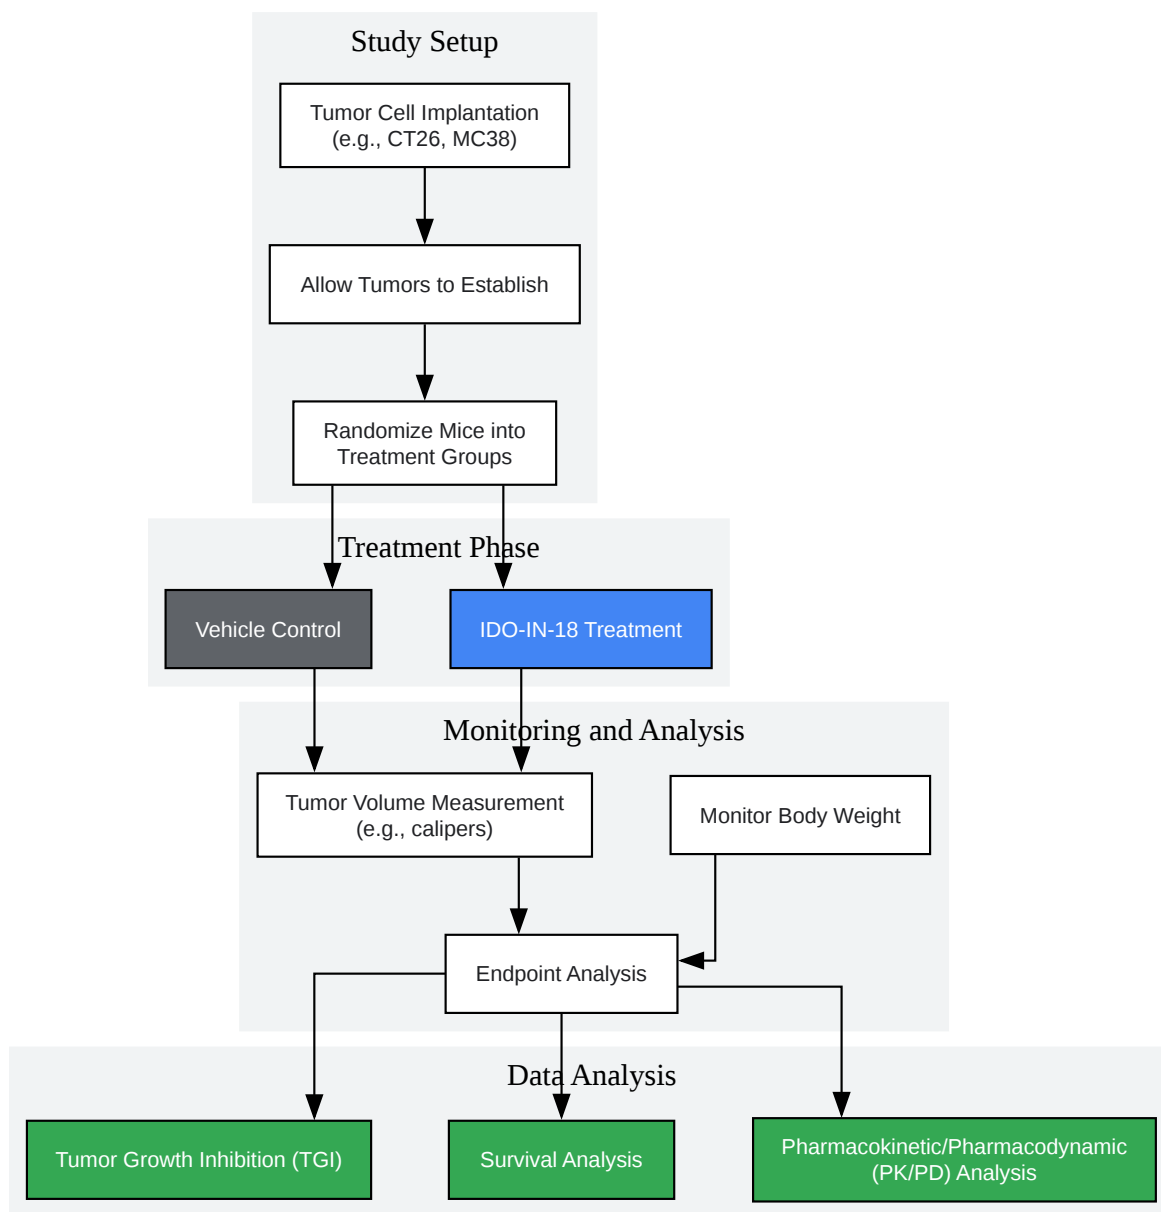 Study Setup
Tumor Cell Implantation
(e.g., CT26, MC38)
Allow Tumors to Establish
Randomize Mice into
Treatment Groups
Treatment Phase
Vehicle Control
IDO-IN-18 Treatment
Monitoring and Analysis
Tumor Volume Measurement
(e.g., calipers)
Monitor Body Weight
Endpoint Analysis
Data Analysis
Tumor Growth Inhibition (TGI)
Survival Analysis
Pharmacokinetic/Pharmacodynamic
(PK/PD) Analysis